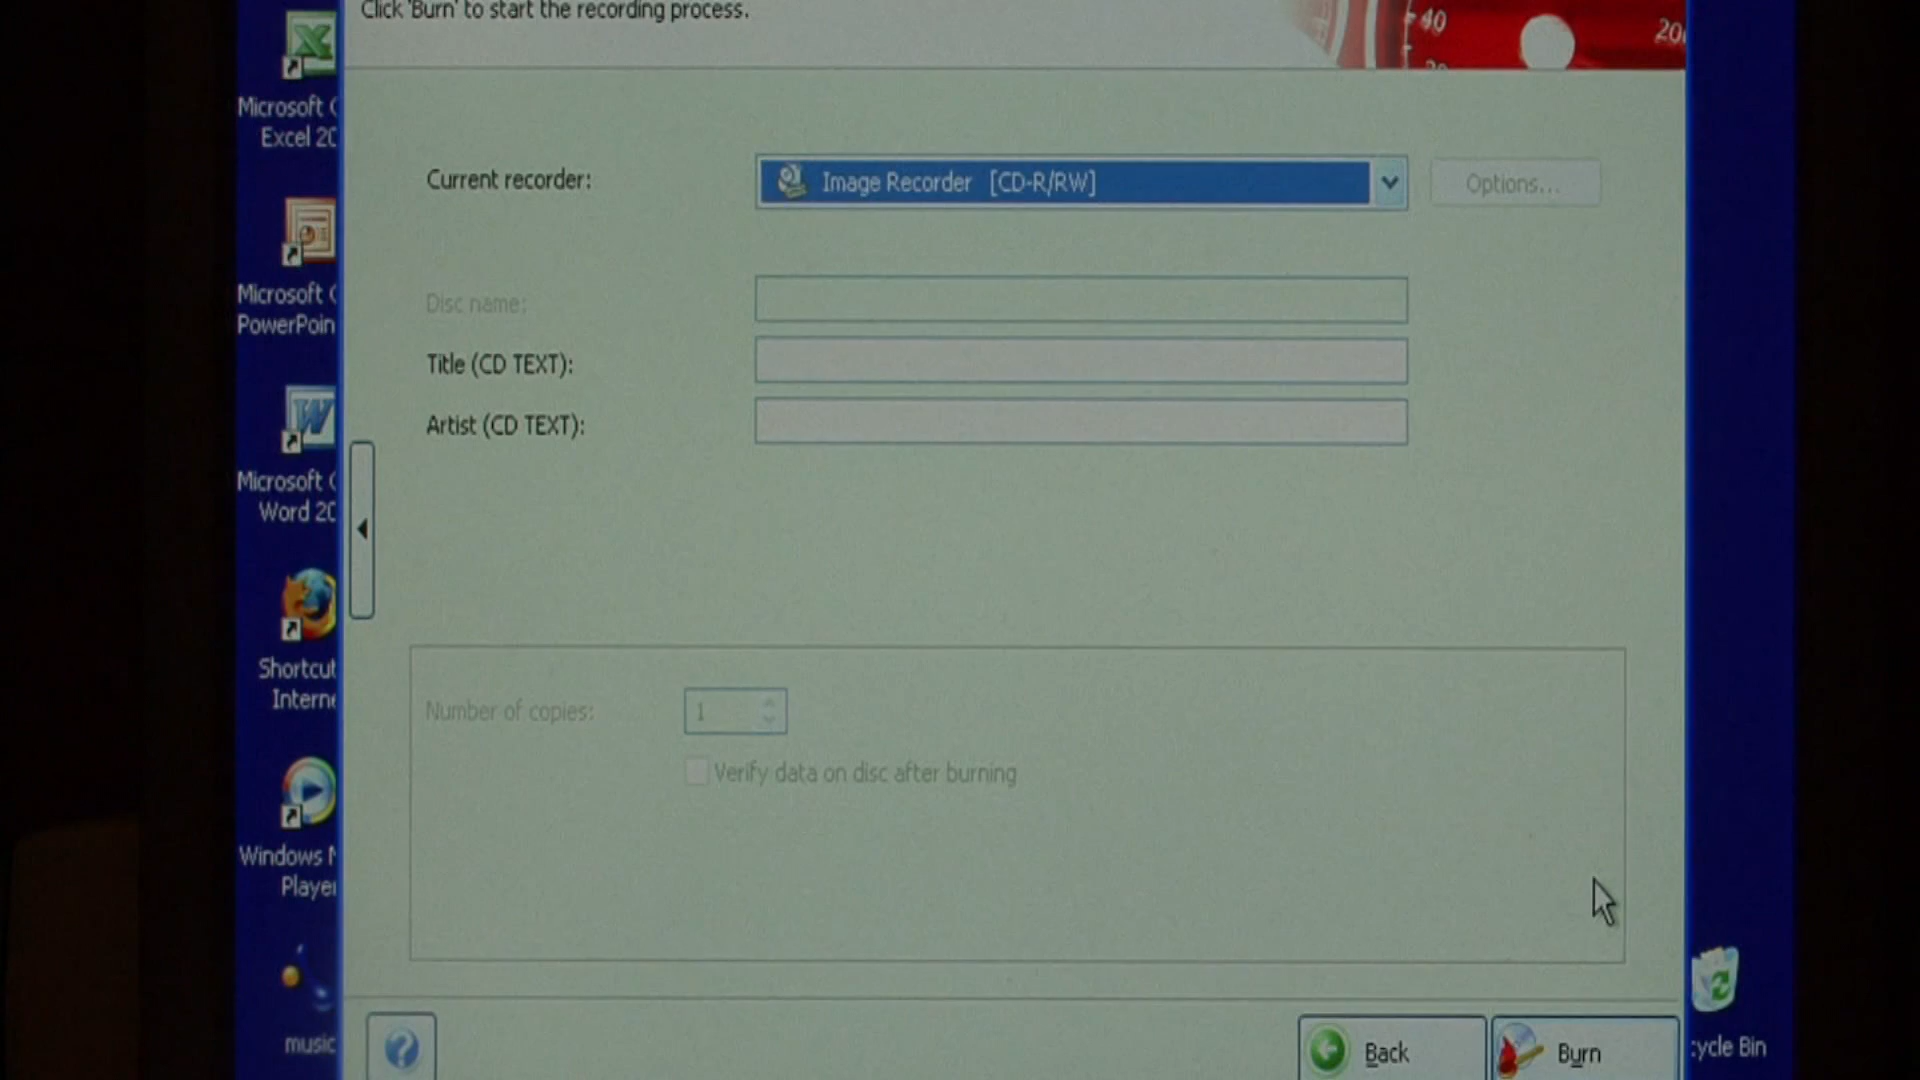 Click 'Burn' to start the recording process.
40
20
Microsoft
Excel 20
Current recorder:
Image Recorder [CD-R/RW]
Options...
Microsoft
PowerPoin
Disc name:
Title (CD TEXT):
Artist (CD TEXT):
Microsoft
Word 20
Shortcut
Interne
Number of copies:
1
Verify data on disc after burning
Windows
Player
music
?
Back
Burn
cycle Bin